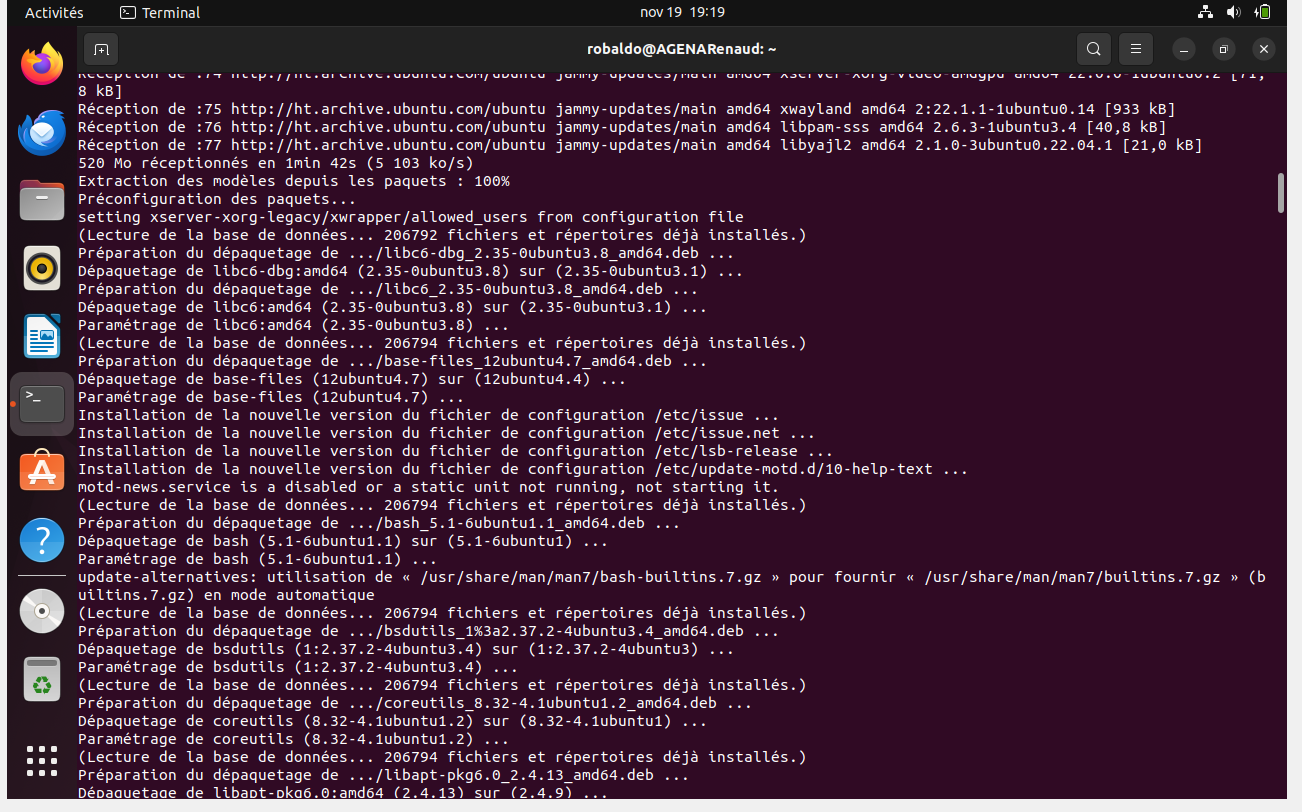 Activités
Terminal
nov 19 19:19
robaldo@AGENARenaud: ~
Réception de :74 http://ht.archive.ubuntu.com/ubuntu jammy-updates/main amd64 xserver-xorg-video-amdgpu amd64 22.0.0-1ubuntu0.2 [71,
8 kB]
Réception de :75 http://ht.archive.ubuntu.com/ubuntu jammy-updates/main amd64 xwayland amd64 2:22.1.1-1ubuntu0.14 [933 kB]
Réception de :76 http://ht.archive.ubuntu.com/ubuntu jammy-updates/main amd64 libpam-sss amd64 2.6.3-1ubuntu3.4 [40,8 kB]
Réception de :77 http://ht.archive.ubuntu.com/ubuntu jammy-updates/main amd64 libyajl2 amd64 2.1.0-3ubuntu0.22.04.1 [21,0 kB]
520 Mo réceptionnés en 1min 42s (5 103 ko/s)
Extraction des modèles depuis les paquets : 100%
Préconfiguration des paquets...
setting xserver-xorg-legacy/xwrapper/allowed_users from configuration file
(Lecture de la base de données... 206792 fichiers et répertoires déjà installés.)
Préparation du dépaquetage de .../libc6-dbg_2.35-0ubuntu3.8_amd64.deb ...
Dépaquetage de libc6-dbg:amd64 (2.35-0ubuntu3.8) sur (2.35-0ubuntu3.1) ...
Préparation du dépaquetage de .../libc6_2.35-0ubuntu3.8_amd64.deb ...
Dépaquetage de libc6:amd64 (2.35-0ubuntu3.8) sur (2.35-0ubuntu3.1) ...
Paramétrage de libc6:amd64 (2.35-0ubuntu3.8) ...
(Lecture de la base de données... 206794 fichiers et répertoires déjà installés.)
Préparation du dépaquetage de .../base-files_12ubuntu4.7_amd64.deb ...
Dépaquetage de base-files (12ubuntu4.7) sur (12ubuntu4.4) ...
Paramétrage de base-files (12ubuntu4.7) ...
Installation de la nouvelle version du fichier de configuration /etc/issue ...
Installation de la nouvelle version du fichier de configuration /etc/issue.net ...
Installation de la nouvelle version du fichier de configuration /etc/lsb-release ...
Installation de la nouvelle version du fichier de configuration /etc/update-motd.d/10-help-text ...
motd-news.service is a disabled or a static unit not running, not starting it.
(Lecture de la base de données... 206794 fichiers et répertoires déjà installés.)
Préparation du dépaquetage de .../bash_5.1-6ubuntu1.1_amd64.deb ...
Dépaquetage de bash (5.1-6ubuntu1.1) sur (5.1-6ubuntu1) ...
Paramétrage de bash (5.1-6ubuntu1.1) ...
update-alternatives: utilisation de « /usr/share/man/man7/bash-builtins.7.gz » pour fournir « /usr/share/man/man7/builtins.7.gz » (b
uiltins.7.gz) en mode automatique
(Lecture de la base de données... 206794 fichiers et répertoires déjà installés.)
Préparation du dépaquetage de .../bsdutils_1%3a2.37.2-4ubuntu3.4_amd64.deb ...
Dépaquetage de bsdutils (1:2.37.2-4ubuntu3.4) sur (1:2.37.2-4ubuntu3) ...
Paramétrage de bsdutils (1:2.37.2-4ubuntu3.4) ...
(Lecture de la base de données... 206794 fichiers et répertoires déjà installés.)
Préparation du dépaquetage de .../coreutils_8.32-4.1ubuntu1.2_amd64.deb ...
Dépaquetage de coreutils (8.32-4.1ubuntu1.2) sur (8.32-4.1ubuntu1) ...
Paramétrage de coreutils (8.32-4.1ubuntu1.2) ...
(Lecture de la base de données... 206794 fichiers et répertoires déjà installés.)
Préparation du dépaquetage de .../libapt-pkg6.0_2.4.13_amd64.deb ...
Dépaquetage de libapt-pkg6.0:amd64 (2.4.13) sur (2.4.9) ...